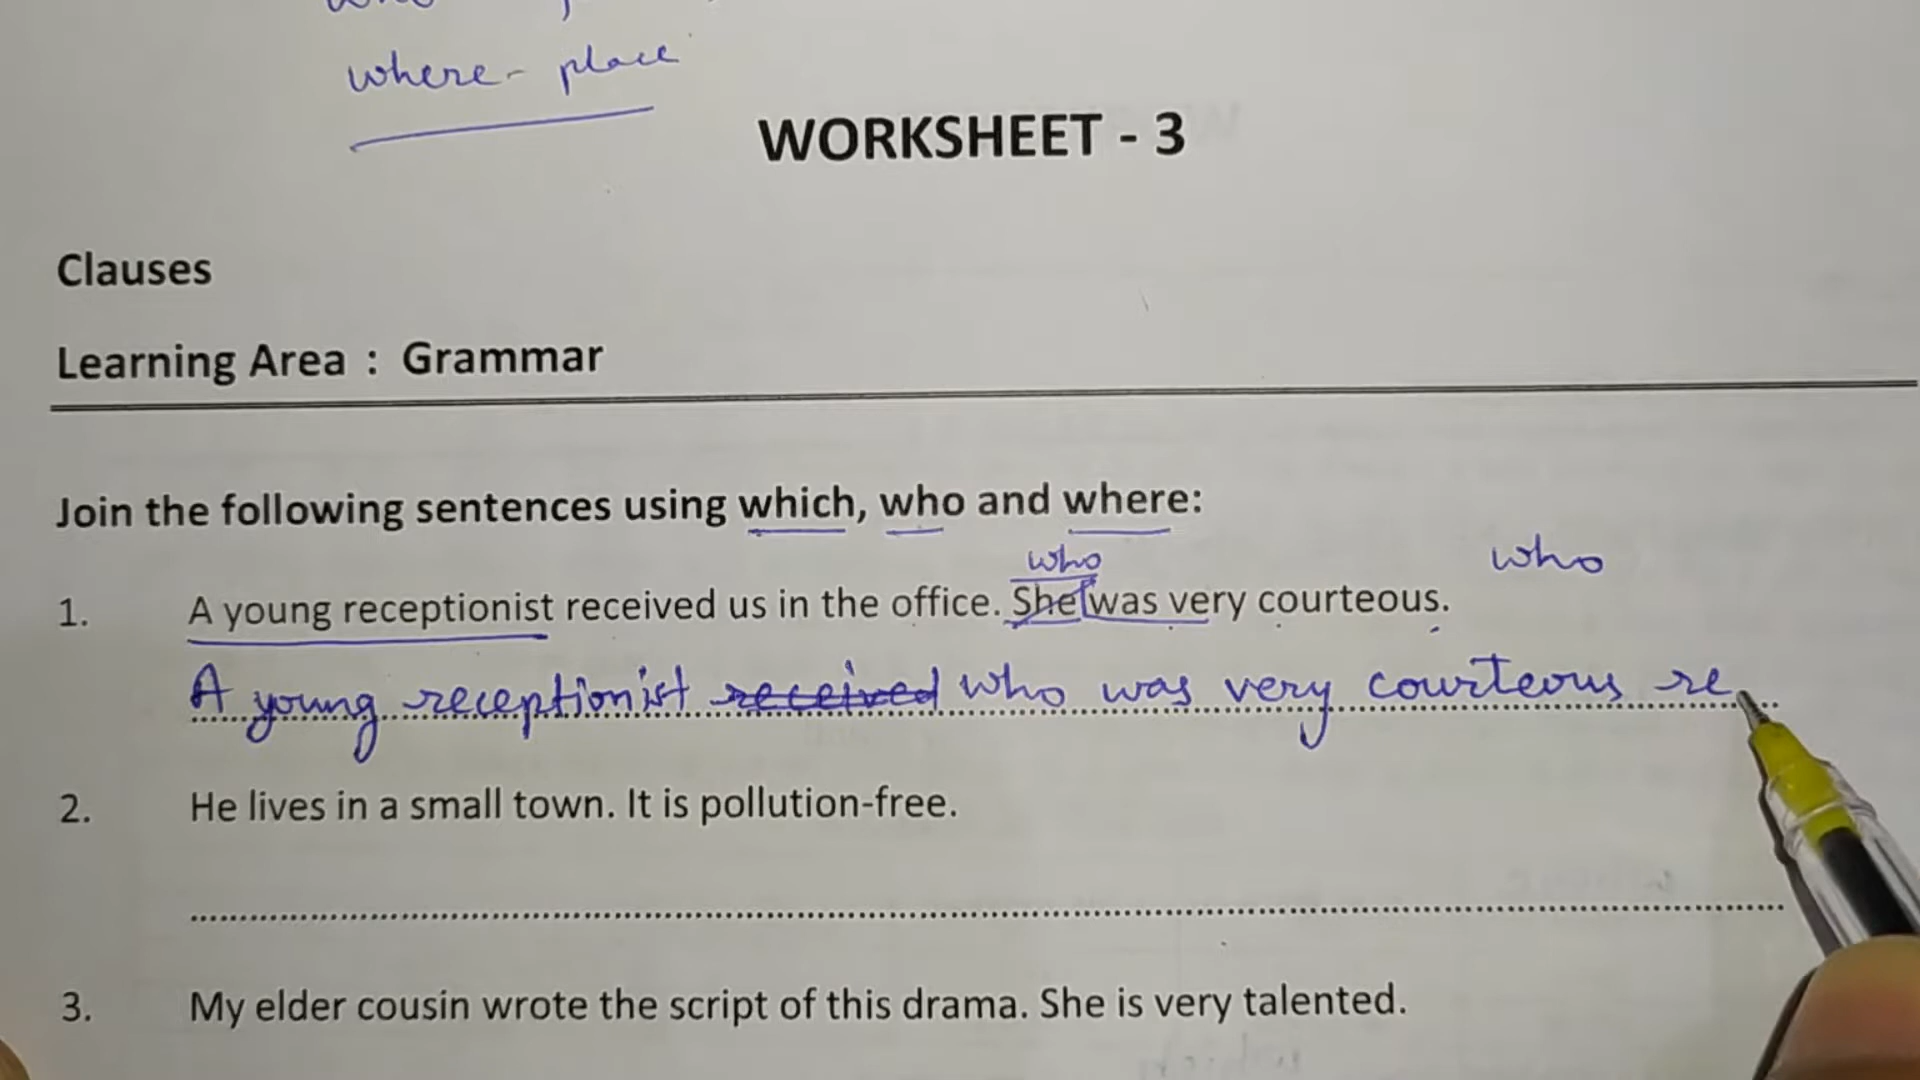 where - place
WORKSHEET - 3
Clauses
Learning Area : Grammar
Join the following sentences using which, who and where:
who who
1. A young receptionist received us in the office. She was very courteous.
A young receptionist received who was very courteous re
2. He lives in a small town. It is pollution-free.
3. My elder cousin wrote the script of this drama. She is very talented.